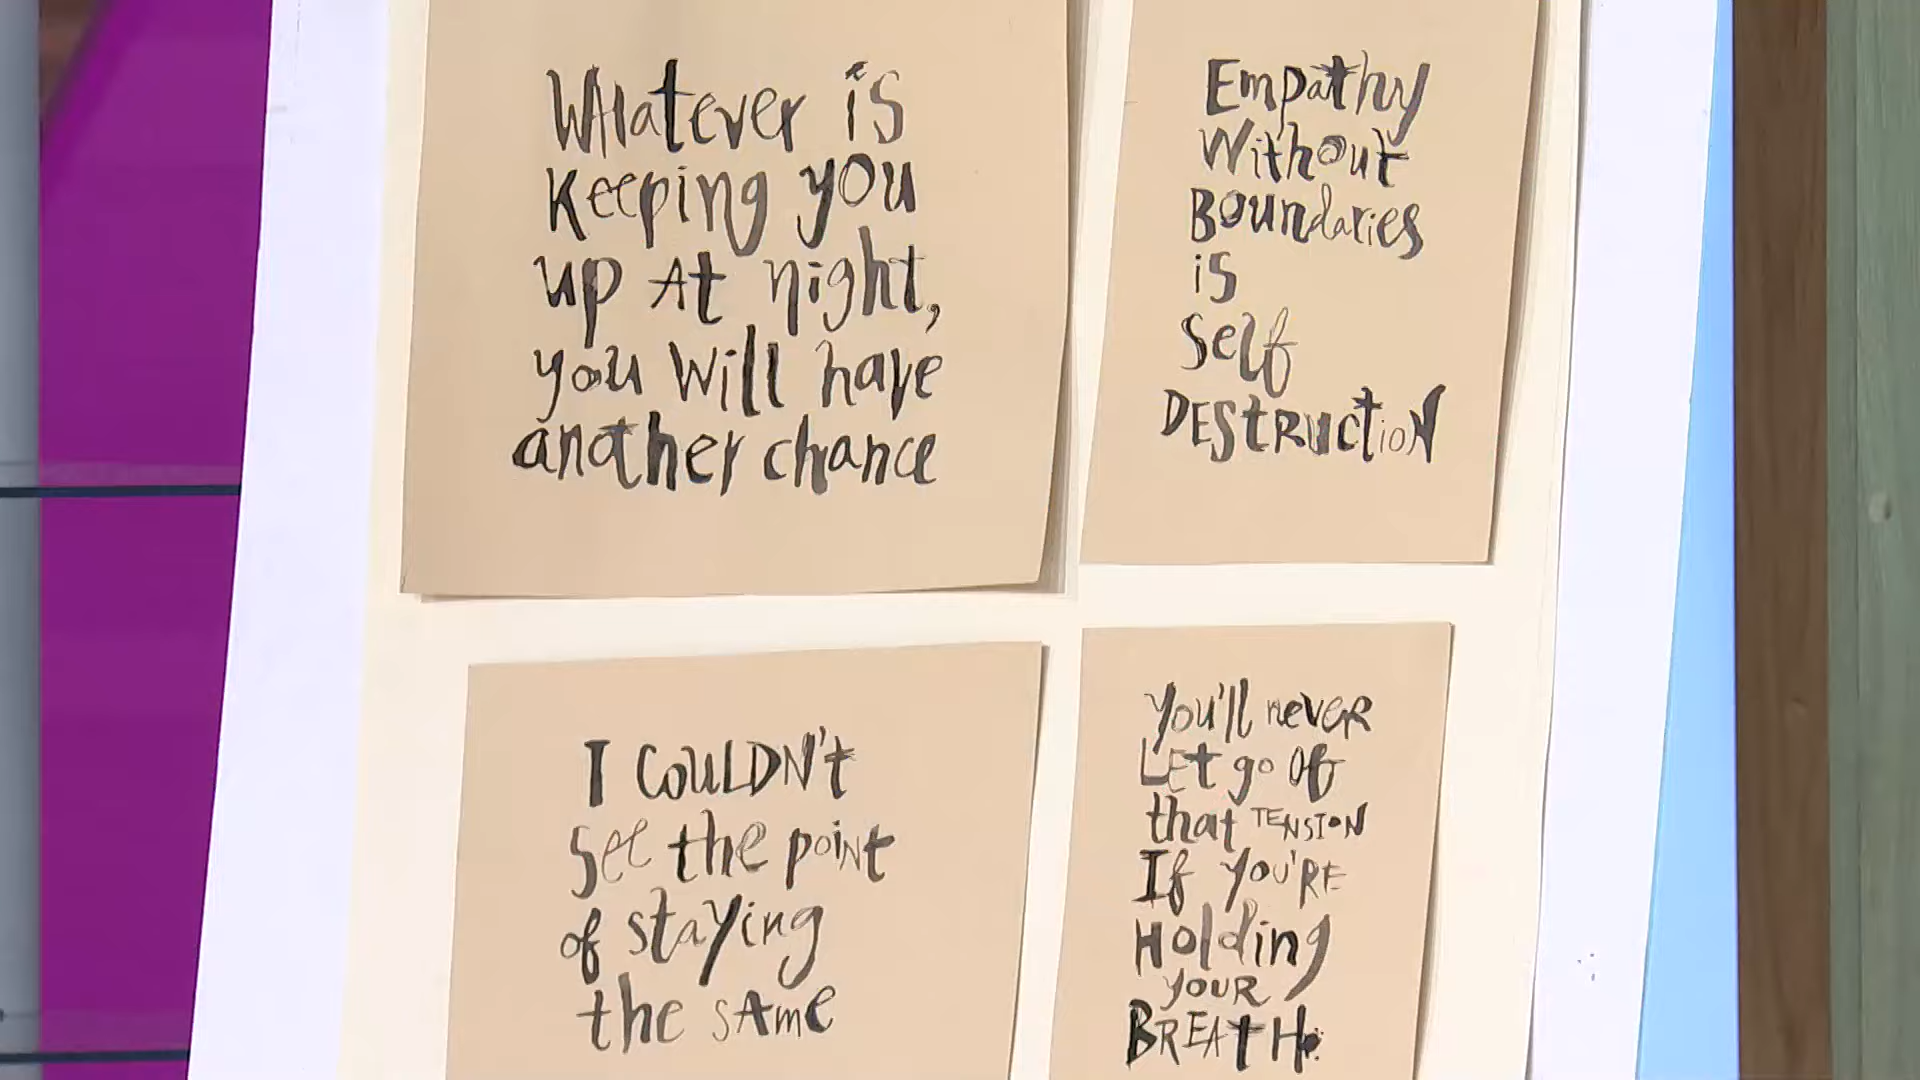 WHatever is
Keeping you
up At night,
you will have
another chance
Empathy
Without
Boundaries
is
Self
DESTRUctioN
I COULDN't
See the poiNt
of staying
the SAme
You'll never
LEt go of
that TENSION
If you'RE
Holding
YOUR
BREAtH.